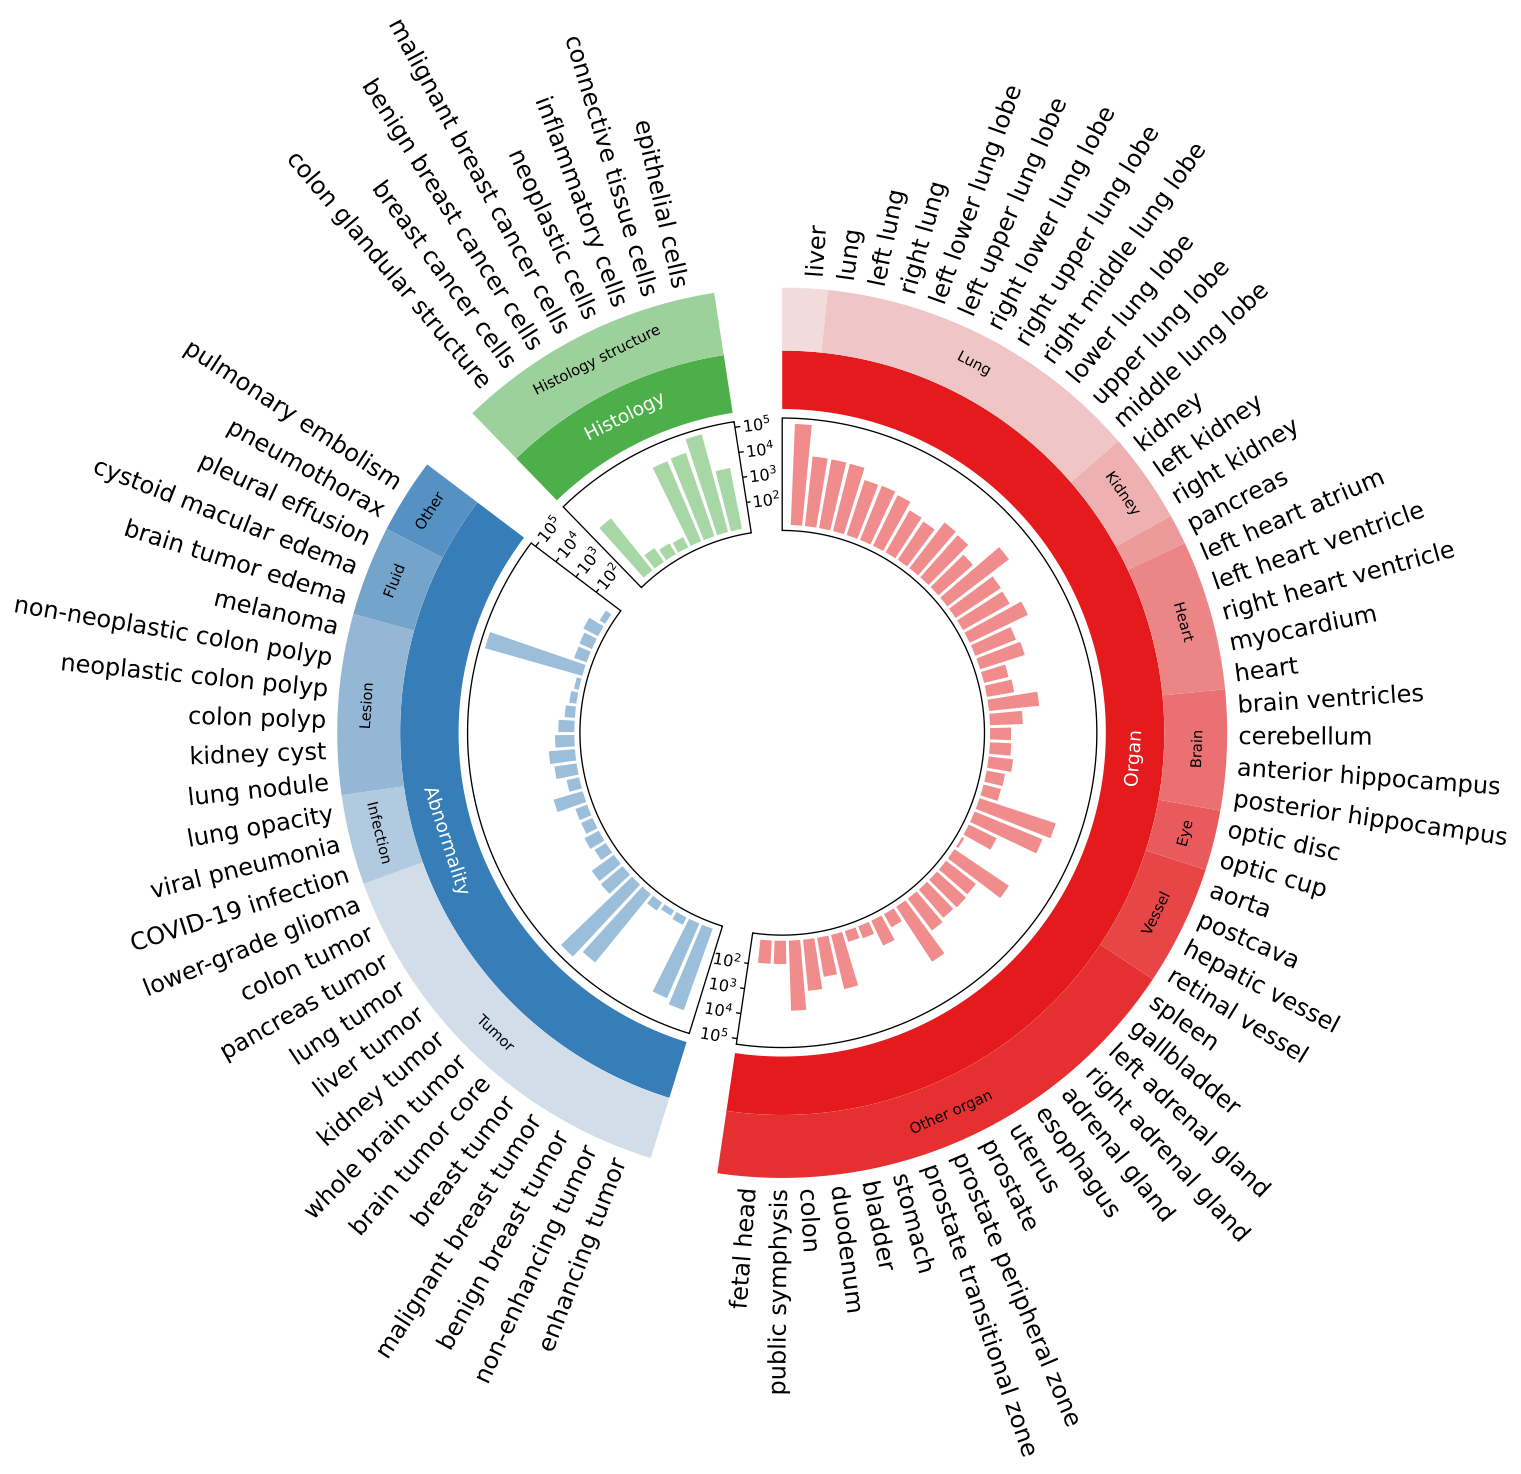 liver
lung
left lung
right lung
left lower lung lobe
left upper lung lobe
right lower lung lobe
right upper lung lobe
right middle lung lobe
lower lung lobe
upper lung lobe
middle lung lobe
kidney
left kidney
right kidney
pancreas
left heart atrium
left heart ventricle
right heart ventricle
myocardium
heart
brain ventricles
cerebellum
anterior hippocampus
posterior hippocampus
optic disc
optic cup
aorta
postcava
hepatic vessel
retinal vessel
spleen
gallbladder
left adrenal gland
right adrenal gland
adrenal gland
esophagus
uterus
prostate
prostate peripheral zone
prostate transitional zone
stomach
bladder
duodenum
colon
public symphysis
fetal head
enhancing tumor
non-enhancing tumor
benign breast tumor
malignant breast tumor
breast tumor
brain tumor core
whole brain tumor
kidney tumor
liver tumor
lung tumor
pancreas tumor
colon tumor
lower-grade glioma
COVID-19 infection
viral pneumonia
lung opacity
lung nodule
kidney cyst
colon polyp
neoplastic colon polyp
non-neoplastic colon polyp
melanoma
brain tumor edema
cystoid macular edema
pleural effusion
pneumothorax
pulmonary embolism
colon glandular structure
breast cancer cells
benign breast cancer cells
malignant breast cancer cells
neoplastic cells
inflammatory cells
connective tissue cells
epithelial cells
Lung
Kidney
Heart
Brain
Eye
Vessel
Other organ
Organ
Tumor
Infection
Lesion
Fluid
Other
Abnormality
Histology structure
Histology
10⁵
10⁴
10³
10²
10⁵
10⁴
10³
10²
10²
10³
10⁴
10⁵